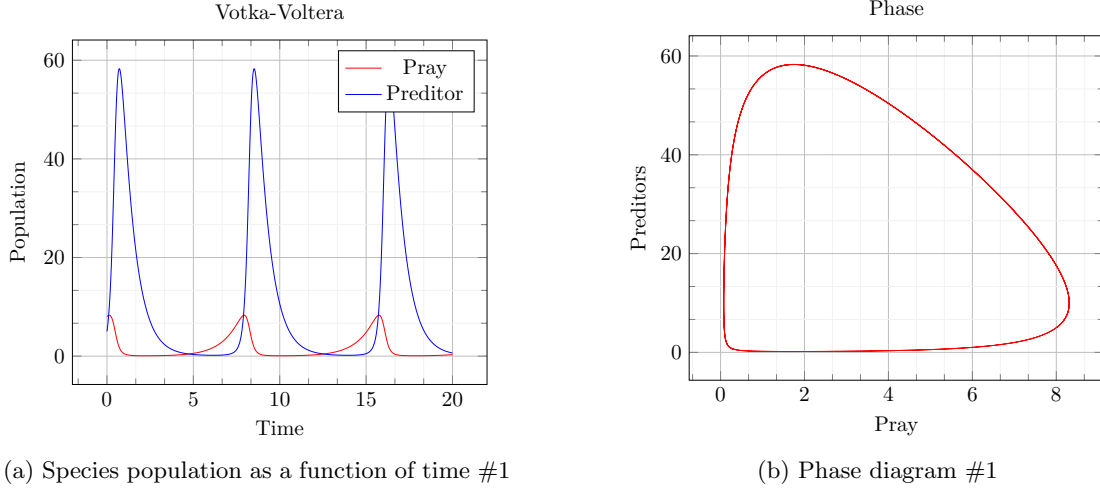 Votka-Voltera
60
40
20
0
Population
Pray
Preditor
0 5 10 15 20
Time
(a) Species population as a function of time #1
Phase
60
40
20
0
Preditors
0 2 4 6 8
Pray
(b) Phase diagram #1